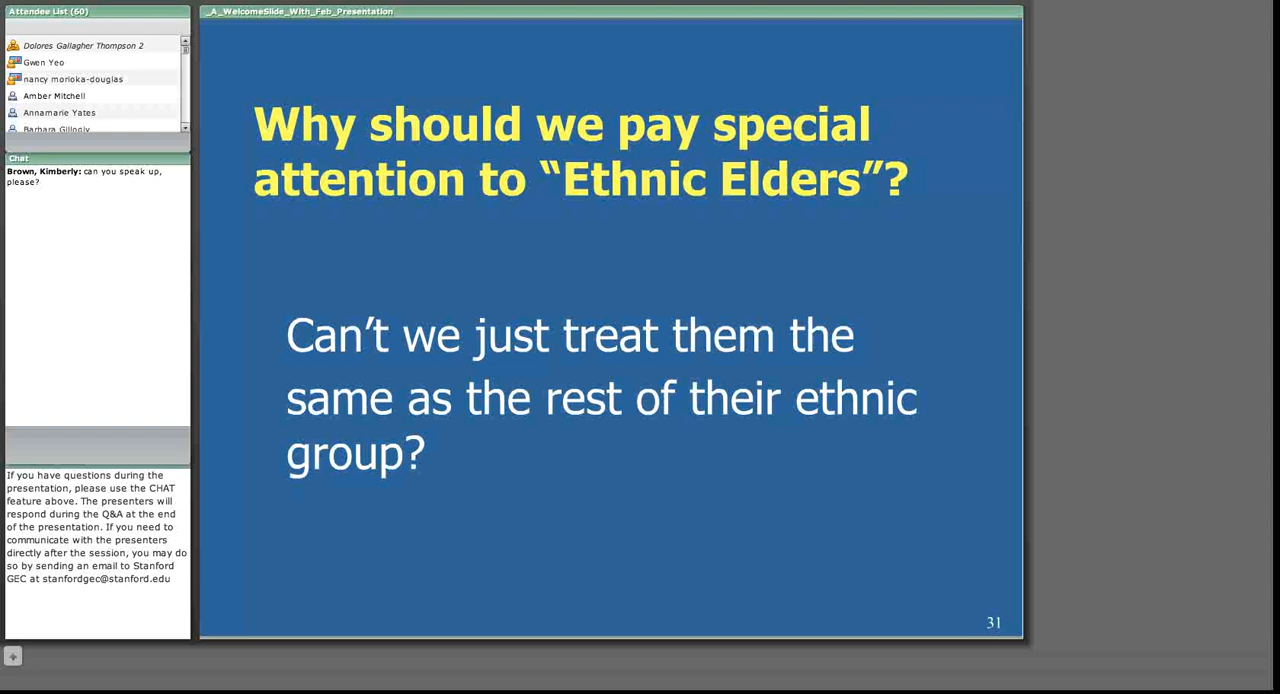 Attendee List (60)
Dolores Gallagher Thompson 2
Gwen Yeo
nancy morioka-douglas
Amber Mitchell
Annamarie Yates
Barbara Gillogly
Chat
Brown, Kimberly: can you speak up,
please?
If you have questions during the
presentation, please use the CHAT
feature above. The presenters will
respond during the Q&A at the end
of the presentation. If you need to
communicate with the presenters
directly after the session, you may do
so by sending an email to Stanford
GEC at stanfordgec@stanford.edu
_A_WelcomeSlide_With_Feb_Presentation
Why should we pay special
attention to “Ethnic Elders”?
Can’t we just treat them the
same as the rest of their ethnic
group?
31